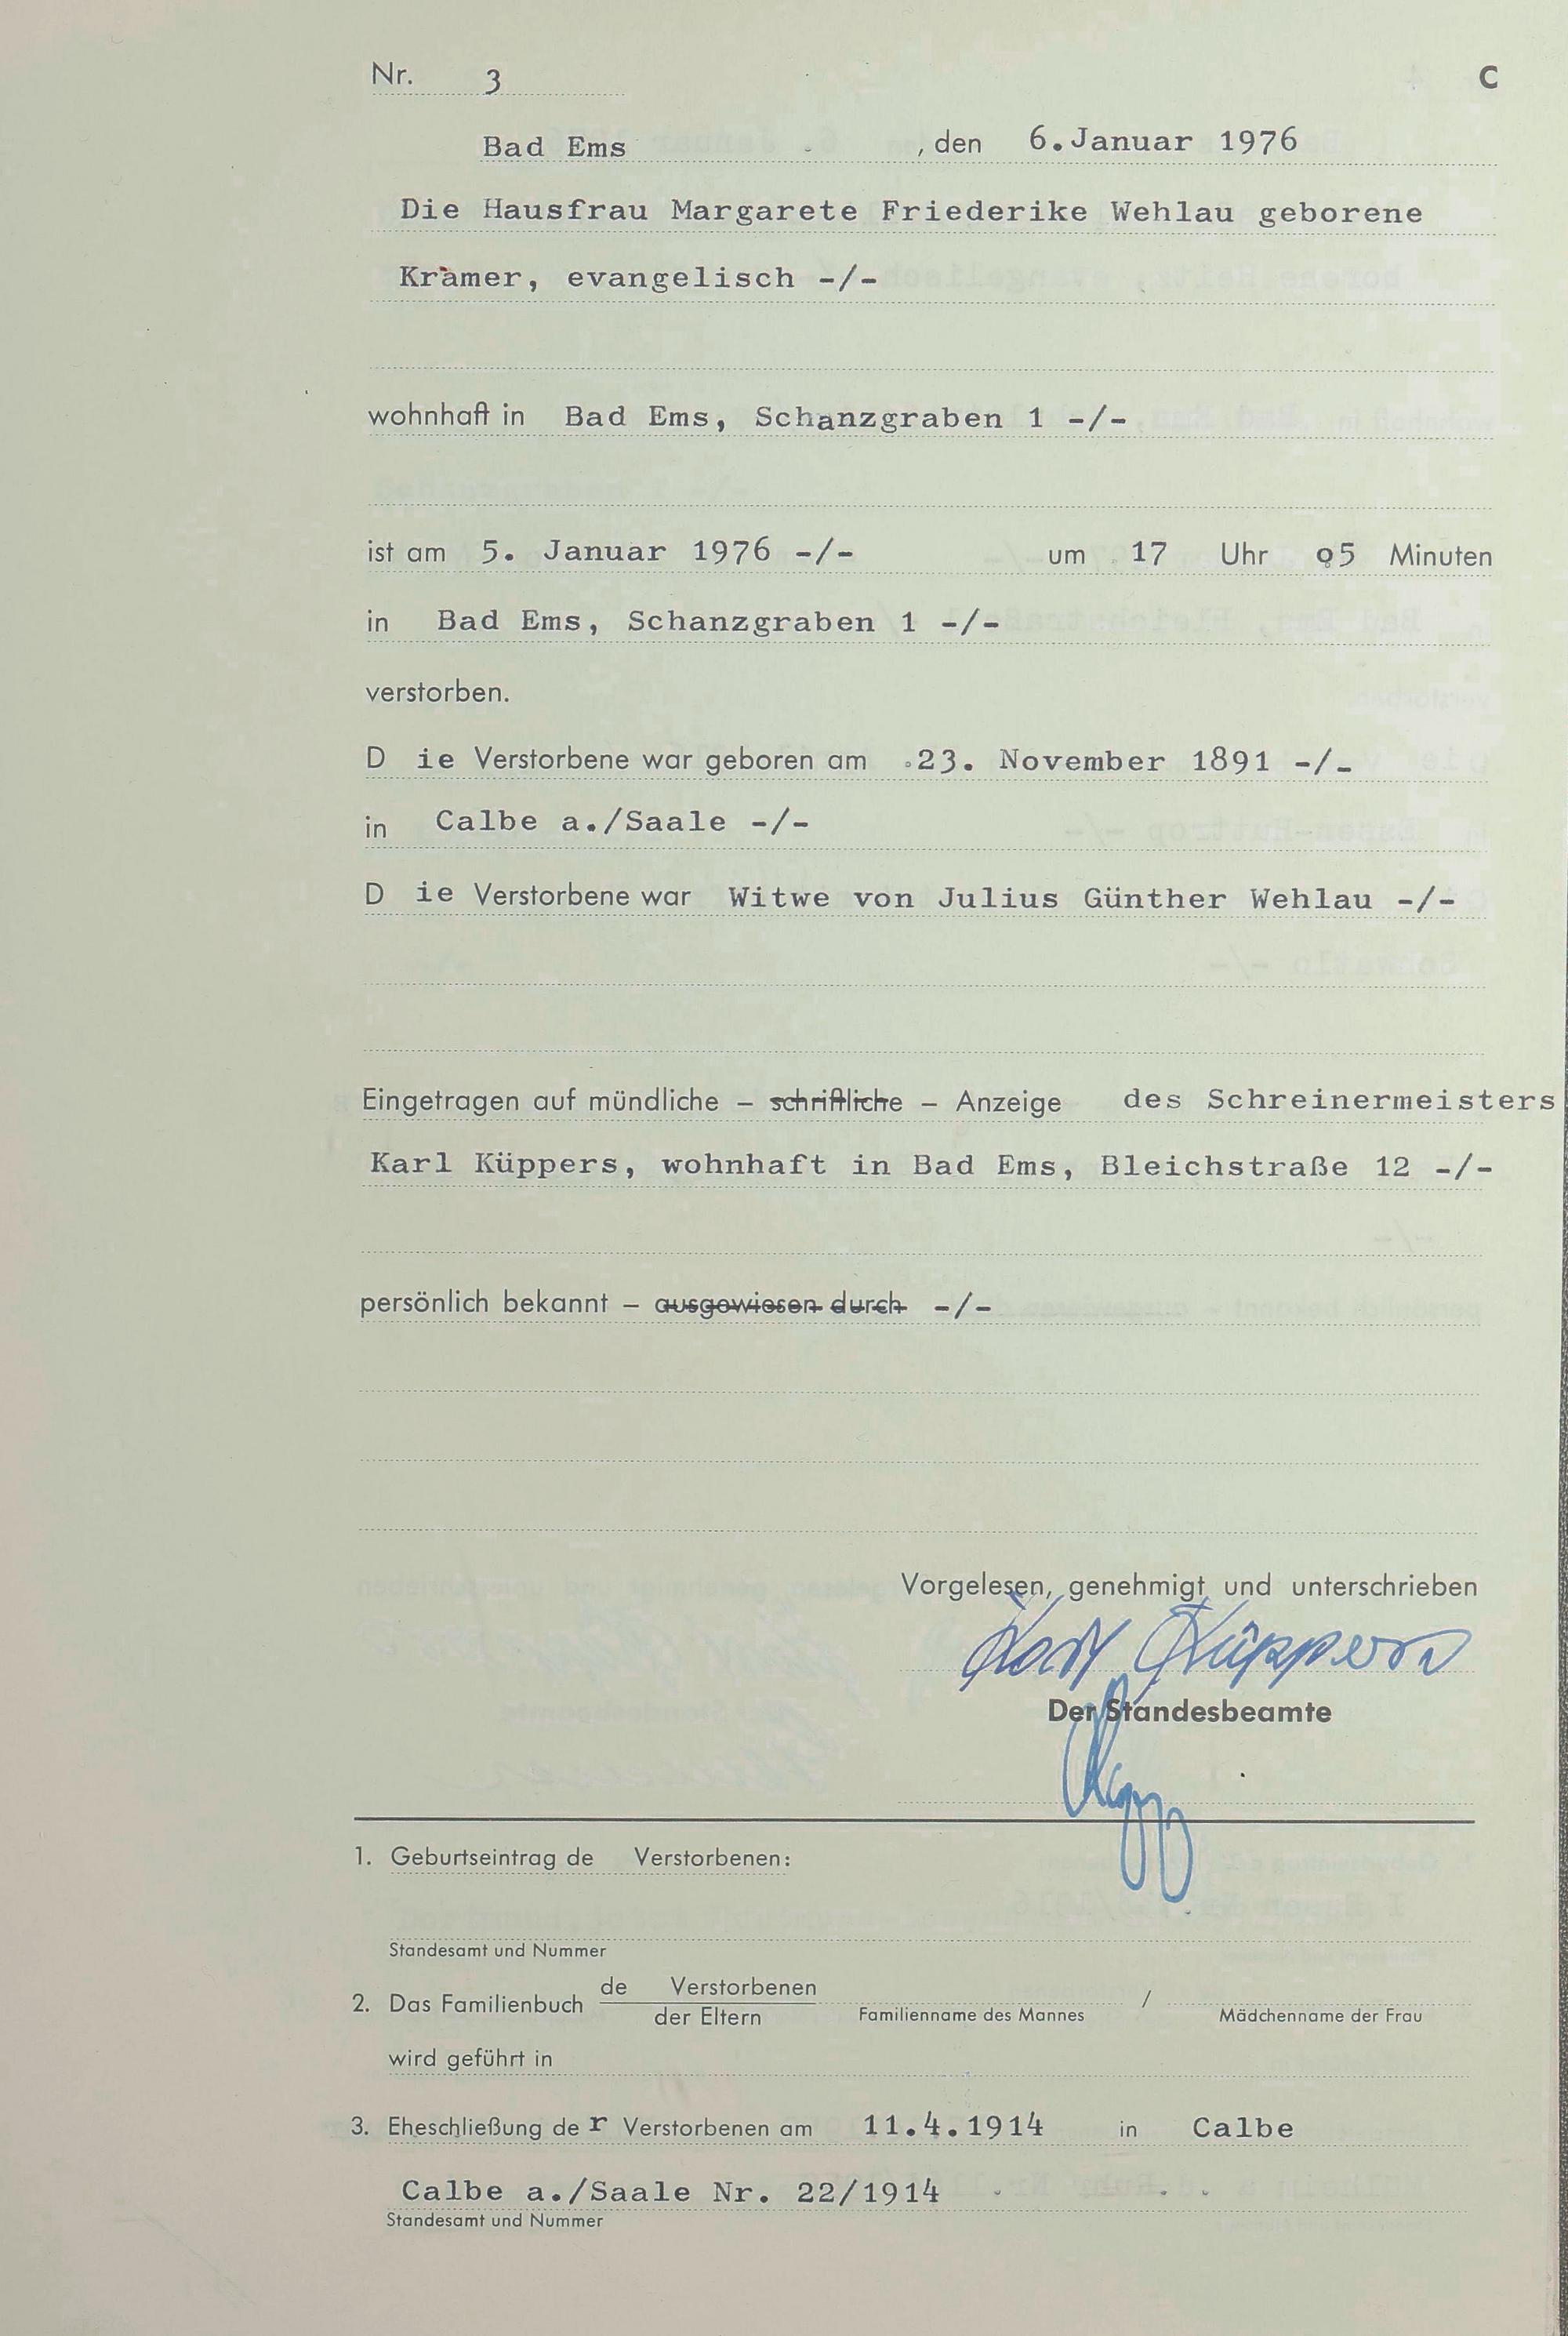 Nr. 3 C
Bad Ems , den 6. Januar 1976
Die Hausfrau Margarete Friederike Wehlau geborene
Krämer, evangelisch -/-
wohnhaft in Bad Ems, Schanzgraben 1 -/-
ist am 5. Januar 1976 -/- um 17 Uhr 05 Minuten
in Bad Ems, Schanzgraben 1 -/-
verstorben.
D ie Verstorbene war geboren am 23. November 1891 -/-
in Calbe a./Saale -/-
D ie Verstorbene war Witwe von Julius Günther Wehlau -/-
Eingetragen auf mündliche – schriftliche – Anzeige des Schreinermeisters
Karl Küppers, wohnhaft in Bad Ems, Bleichstraße 12 -/-
persönlich bekannt – ausgewiesen durch -/-
Vorgelesen, genehmigt und unterschrieben
Karl Küppers
Der Standesbeamte
1. Geburtseintrag de Verstorbenen:
Standesamt und Nummer
2. Das Familienbuch de Verstorbenen / der Eltern Familienname des Mannes / Mädchenname der Frau
wird geführt in
3. Eheschließung de r Verstorbenen am 11.4.1914 in Calbe
Calbe a./Saale Nr. 22/1914
Standesamt und Nummer